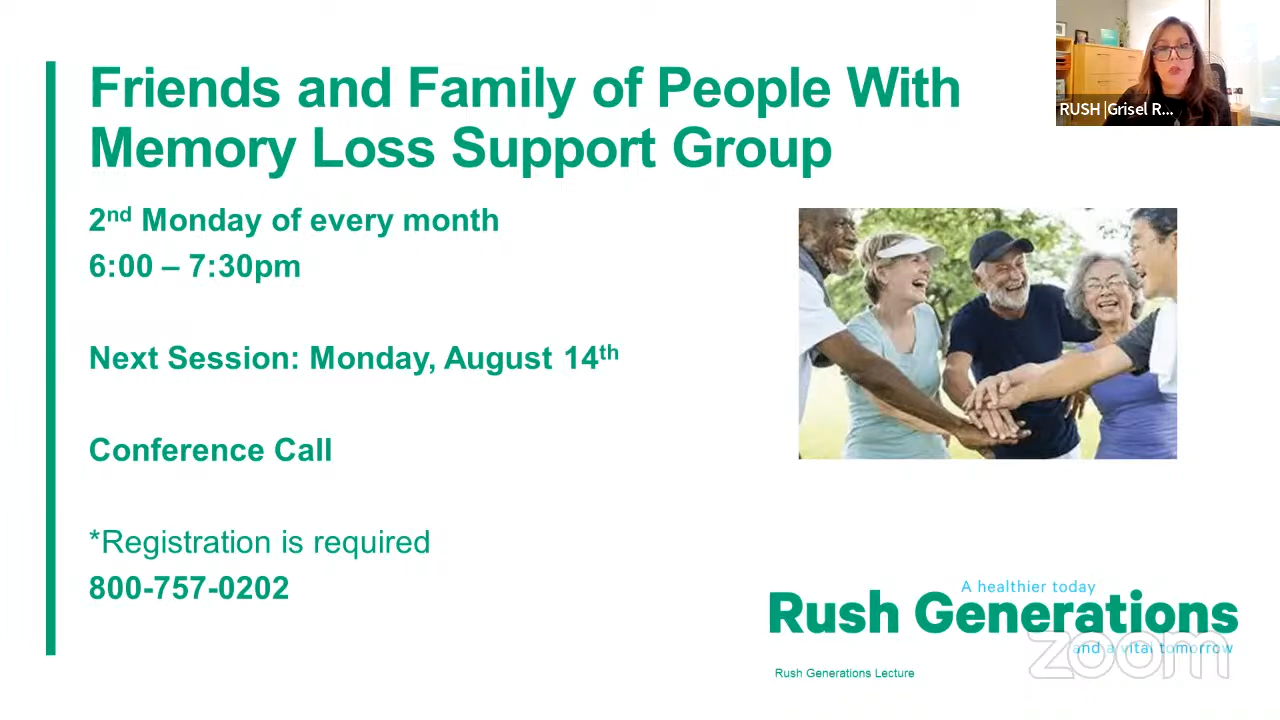 RUSH |Grisel R...
Friends and Family of People With
Memory Loss Support Group
2nd Monday of every month
6:00 – 7:30pm
Next Session: Monday, August 14th
Conference Call
*Registration is required
800-757-0202
A healthier today
Rush Generations
and a vital tomorrow
zoom
Rush Generations Lecture